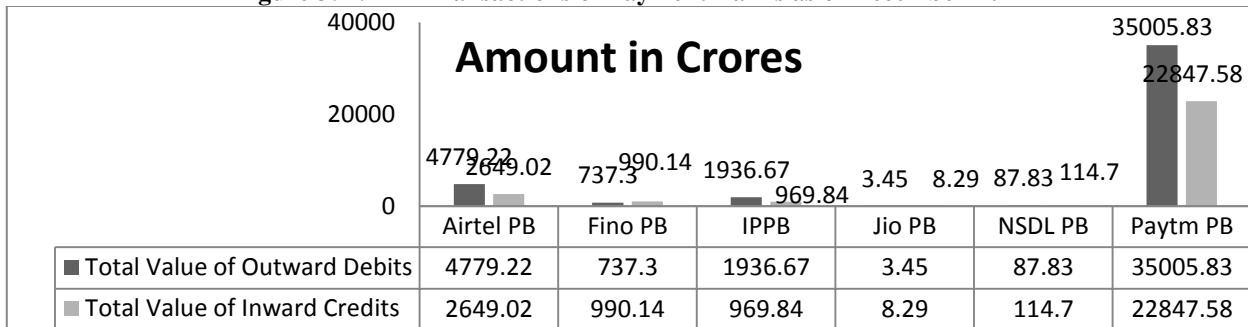 40000
20000
0
Amount in Crores
4779.22 2649.02 737.3 990.14 1936.67 969.84 3.45 8.29 87.83 114.7 35005.83 22847.58
Airtel PB Fino PB IPPB Jio PB NSDL PB Paytm PB
Total Value of Outward Debits 4779.22 737.3 1936.67 3.45 87.83 35005.83
Total Value of Inward Credits 2649.02 990.14 969.84 8.29 114.7 22847.58